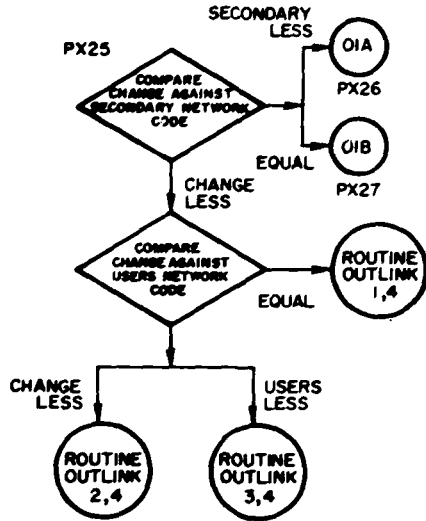 SECONDARY
LESS
PX25
OIA
COMPARE
CHANGE AGAINST
SECONDARY NETWORK
CODE
PX26
OIB
EQUAL
PX27
CHANGE
LESS
COMPARE
CHANGE AGAINST
USERS NETWORK
CODE
EQUAL
ROUTINE
OUTLINK
1,4
CHANGE
LESS
USERS
LESS
ROUTINE
OUTLINK
2,4
ROUTINE
OUTLINK
3,4